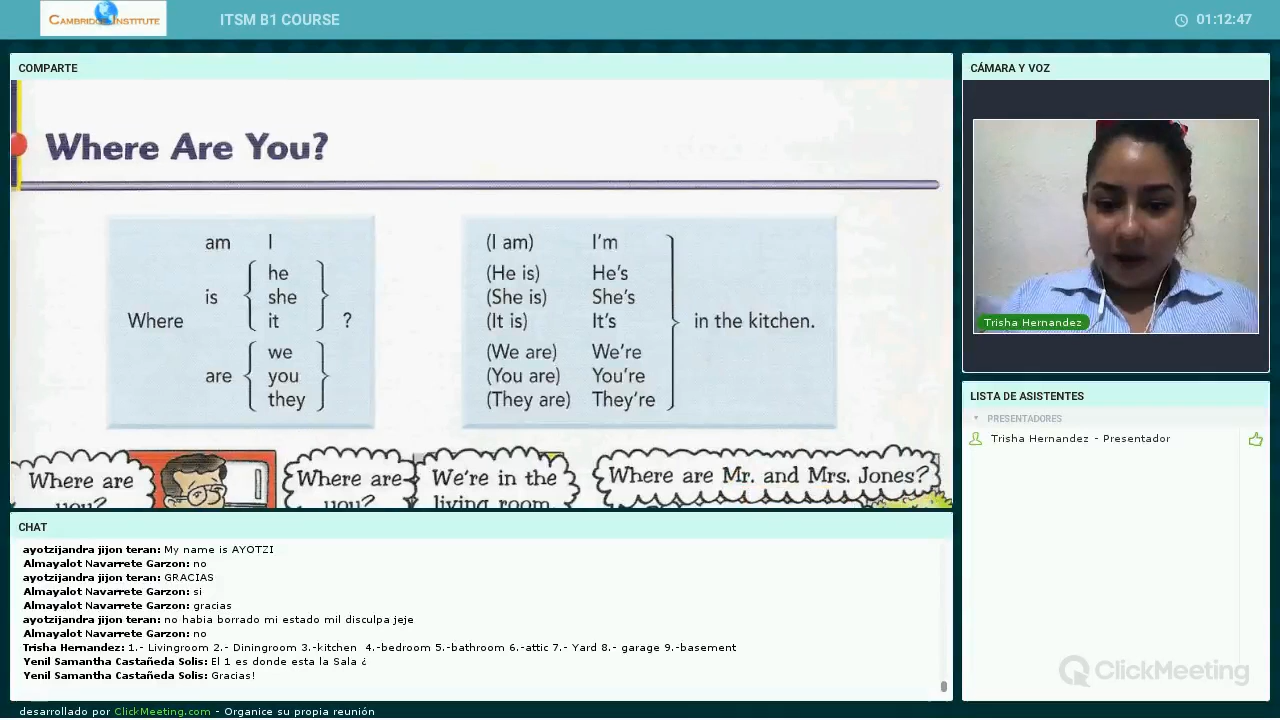 CAMBRIDGE INSTITUTE
ITSM B1 COURSE
01:12:47
COMPARTE
Where Are You?
am I
he
is she
Where it ?
we
are you
they
(I am) I'm
(He is) He's
(She is) She's
(It is) It's in the kitchen.
(We are) We're
(You are) You're
(They are) They're
Where are
you?
Where are
you?
We're in the
living room.
Where are Mr. and Mrs. Jones?
CÁMARA Y VOZ
Trisha Hernandez
LISTA DE ASISTENTES
PRESENTADORES
Trisha Hernandez - Presentador
CHAT
ayotzijandra jijon teran: My name is AYOTZI
Almayalot Navarrete Garzon: no
ayotzijandra jijon teran: GRACIAS
Almayalot Navarrete Garzon: si
Almayalot Navarrete Garzon: gracias
ayotzijandra jijon teran: no habia borrado mi estado mil disculpa jeje
Almayalot Navarrete Garzon: no
Trisha Hernandez: 1.- Livingroom 2.- Diningroom 3.-kitchen 4.-bedroom 5.-bathroom 6.-attic 7.- Yard 8.- garage 9.-basement
Yenil Samantha Castañeda Solis: El 1 es donde esta la Sala ¿
Yenil Samantha Castañeda Solis: Gracias!
ClickMeeting
desarrollado por ClickMeeting.com - Organice su propia reunión